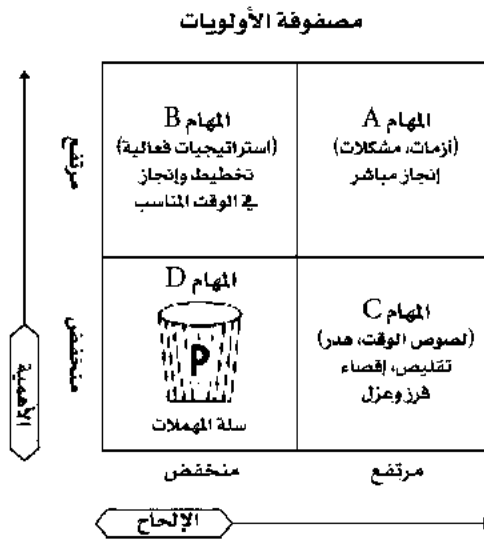 مصفوفة الأولويات
المهام A
(أزمات، مشكلات)
إنجاز مباشر
المهام B
(استراتيجيات فعالية)
تخطيط وإنجاز
في الوقت المناسب
مرتفع
المهام C
(لصوص الوقت، هدر)
تقليص، إقصاء
فرز وعزل
المهام D
P
سلة المهملات
منخفض
الأهمية
مرتفع
منخفض
الإلحاح